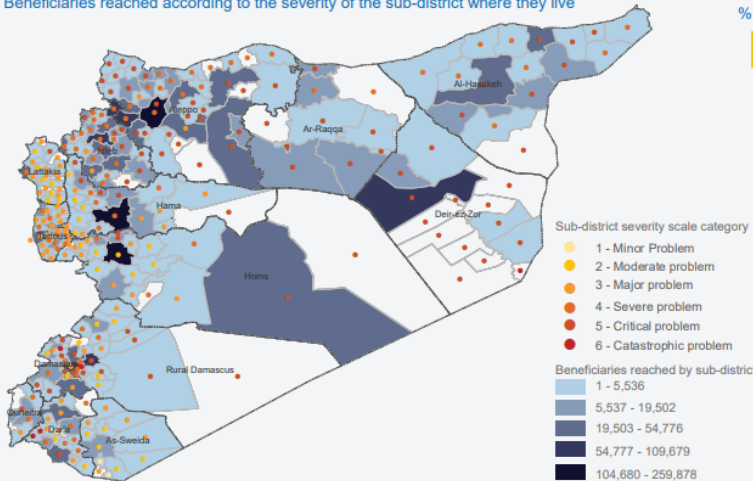 Beneficiaries reached according to the severity of the sub-district where they live
%
Al-Hasakeh
Aleppo
Ar-Raqqa
Idleb
Lattakia
Hama
Deir-ez-Zor
Tartous
Homs
Rural Damascus
Damascus
Quneitra
Dar'a
As-Sweida
Sub-district severity scale category
1 - Minor Problem
2 - Moderate problem
3 - Major problem
4 - Severe problem
5 - Critical problem
6 - Catastrophic problem
Beneficiaries reached by sub-district
1 - 5,536
5,537 - 19,502
19,503 - 54,776
54,777 - 109,679
104,680 - 259,878